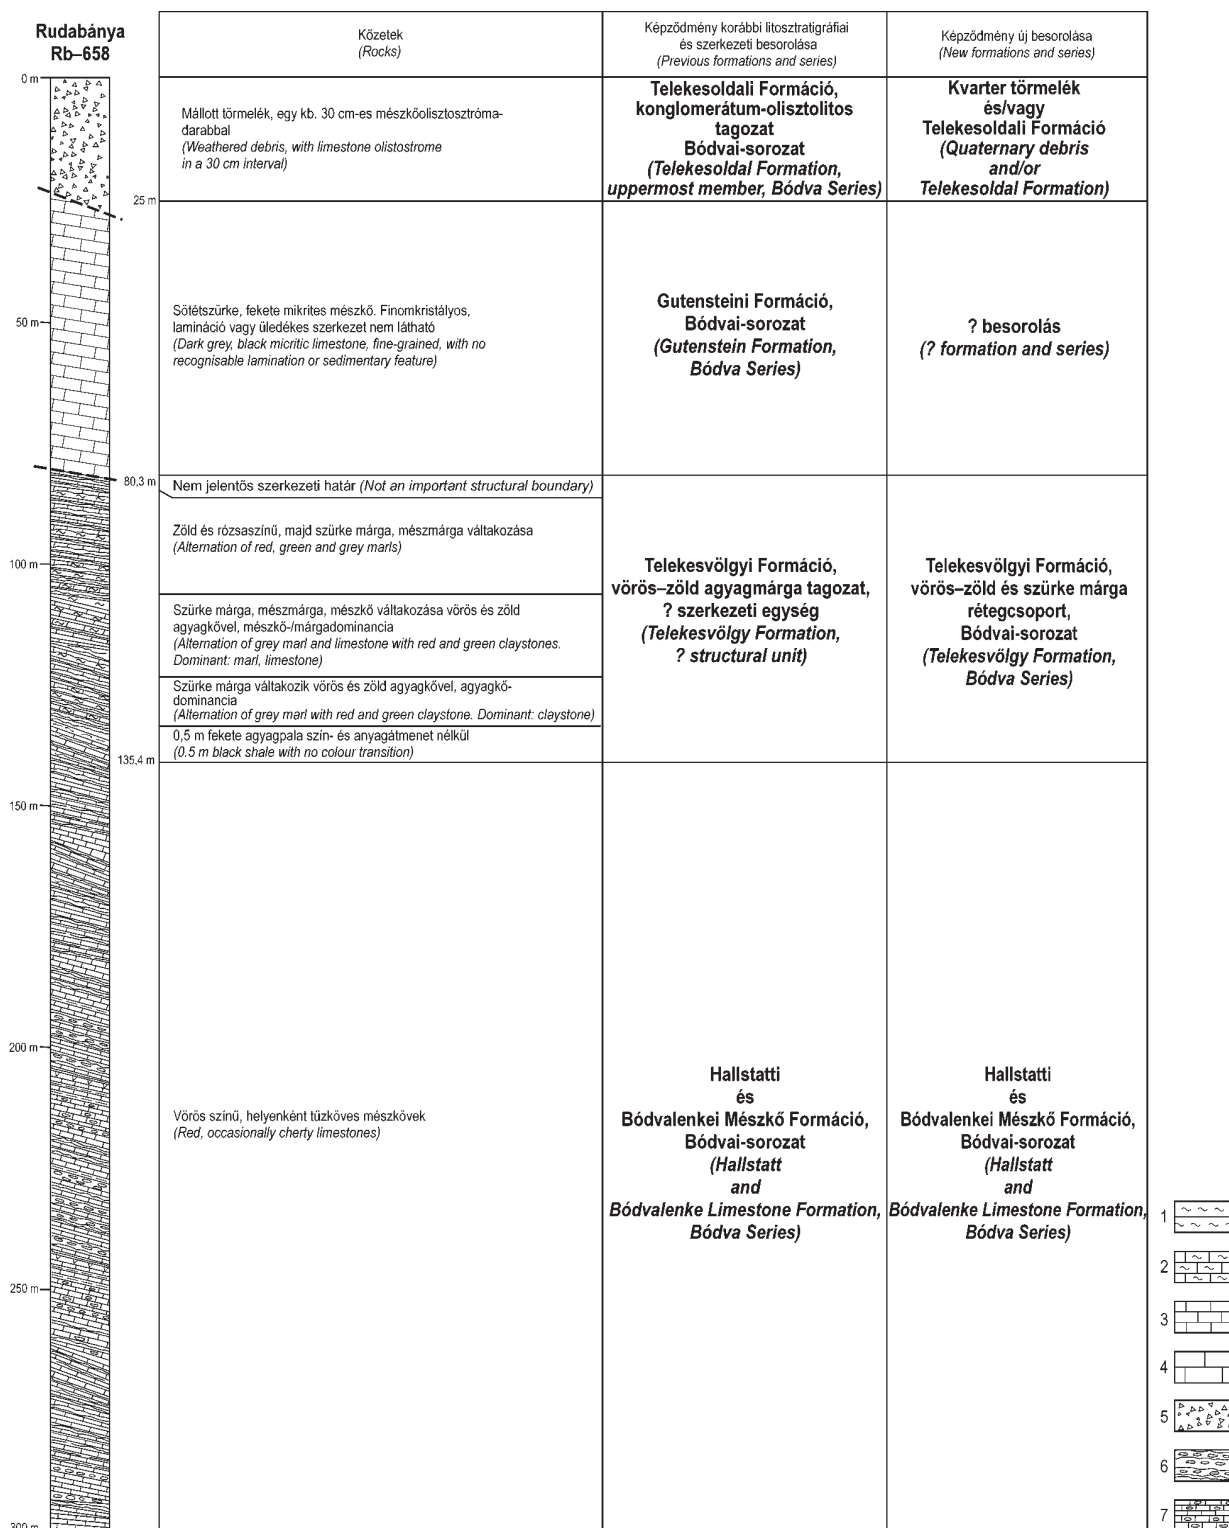 Rudabánya
Rb–658
Kőzetek
(Rocks)
Képződmény korábbi litosztratigráfiai
és szerkezeti besorolása
(Previous formations and series)
Képződmény új besorolása
(New formations and series)
0 m
Mállott törmelék, egy kb. 30 cm-es mészkőolisztosztróma-
darabbal
(Weathered debris, with limestone olistostrome
in a 30 cm interval)
Telekesoldali Formáció,
konglomerátum-olisztolitos
tagozat
Bódvai-sorozat
(Telekesoldal Formation,
uppermost member, Bódva Series)
Kvarter törmelék
és/vagy
Telekesoldali Formáció
(Quaternary debris
and/or
Telekesoldal Formation)
25 m
50 m
Sötétszürke, fekete mikrites mészkő. Finomkristályos,
lamináció vagy üledékes szerkezet nem látható
(Dark grey, black micritic limestone, fine-grained, with no
recognisable lamination or sedimentary feature)
Gutensteini Formáció,
Bódvai-sorozat
(Gutenstein Formation,
Bódva Series)
? besorolás
(? formation and series)
80,3 m
Nem jelentős szerkezeti határ (Not an important structural boundary)
Zöld és rózsaszínű, majd szürke márga, mészmárga váltakozása
(Alternation of red, green and grey marls)
100 m
Szürke márga, mészmárga, mészkő váltakozása vörös és zöld
agyagkővel, mészkő-/márgadominancia
(Alternation of grey marl and limestone with red and green claystones.
Dominant: marl, limestone)
Szürke márga váltakozik vörös és zöld agyagkővel, agyagkő-
dominancia
(Alternation of grey marl with red and green claystone. Dominant: claystone)
0,5 m fekete agyagpala szín- és anyagátmenet nélkül
(0.5 m black shale with no colour transition)
Telekesvölgyi Formáció,
vörös–zöld agyagmárga tagozat,
? szerkezeti egység
(Telekesvölgy Formation,
? structural unit)
Telekesvölgyi Formáció,
vörös–zöld és szürke márga
rétegcsoport,
Bódvai-sorozat
(Telekesvölgy Formation,
Bódva Series)
135,4 m
150 m
200 m
Vörös színű, helyenként tűzköves mészkövek
(Red, occasionally cherty limestones)
Hallstatti
és
Bódvalenkei Mészkő Formáció,
Bódvai-sorozat
(Hallstatt
and
Bódvalenke Limestone Formation,
Bódva Series)
Hallstatti
és
Bódvalenkei Mészkő Formáció,
Bódvai-sorozat
(Hallstatt
and
Bódvalenke Limestone Formation,
Bódva Series)
250 m
300 m
1
2
3
4
5
6
7